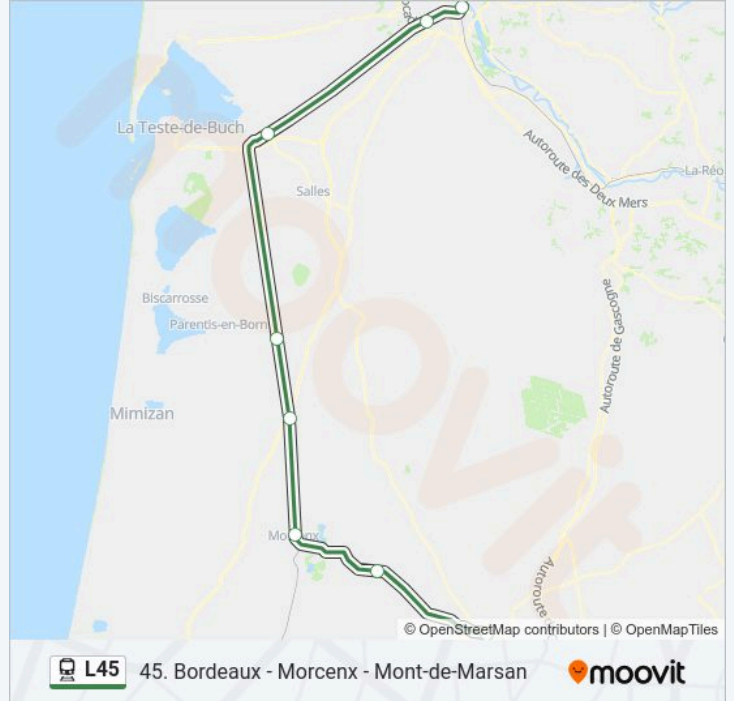 La Teste-de-Buch
Autoroute des Deux Mers
La Réo
Salles
Biscarrosse
Parentis-en-Born
Autoroute de Gascogne
Mimizan
Autoroute
© OpenStreetMap contributors | © OpenMapTiles
L45
45. Bordeaux - Morcenx - Mont-de-Marsan
moovit
moovit